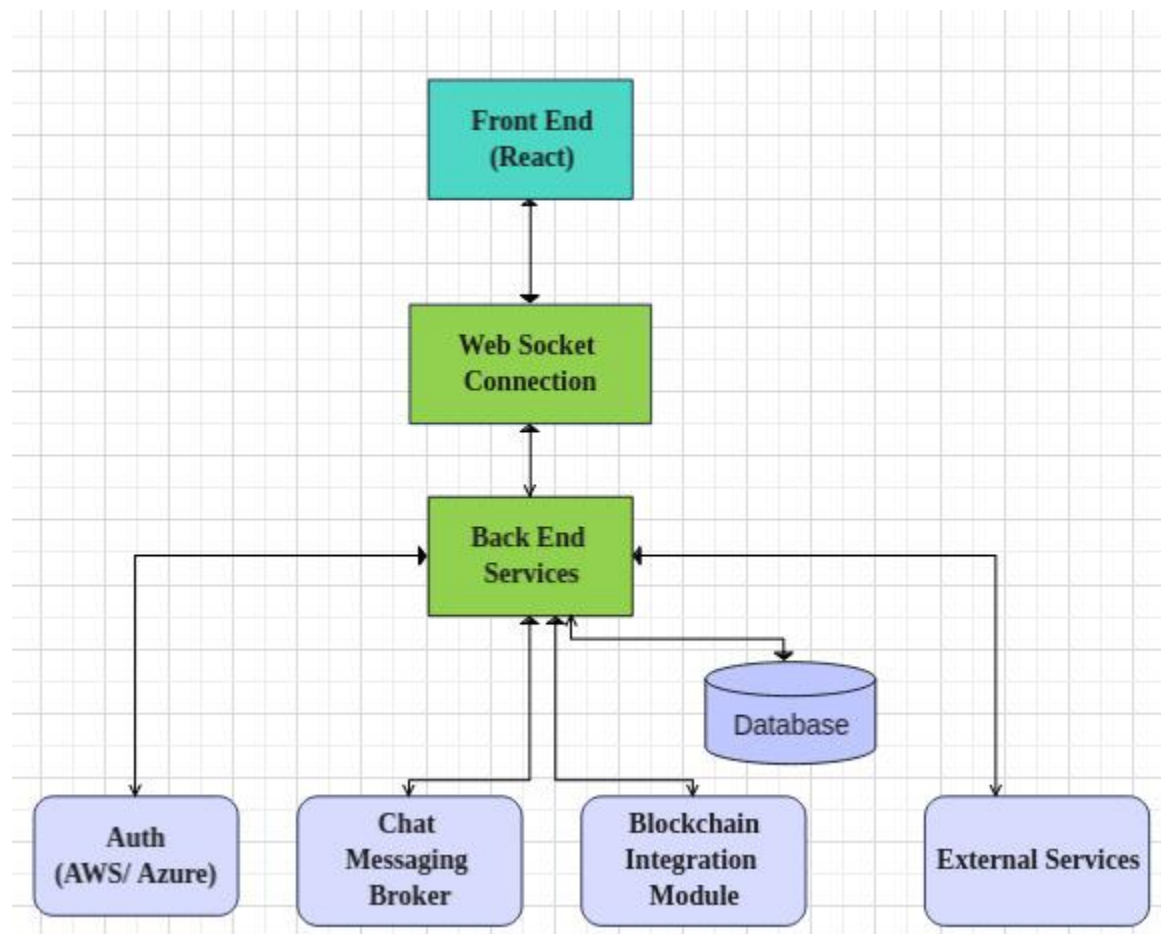 Front End
(React)
Web Socket
Connection
Back End
Services
Database
Auth
(AWS/ Azure)
Chat
Messaging
Broker
Blockchain
Integration
Module
External Services